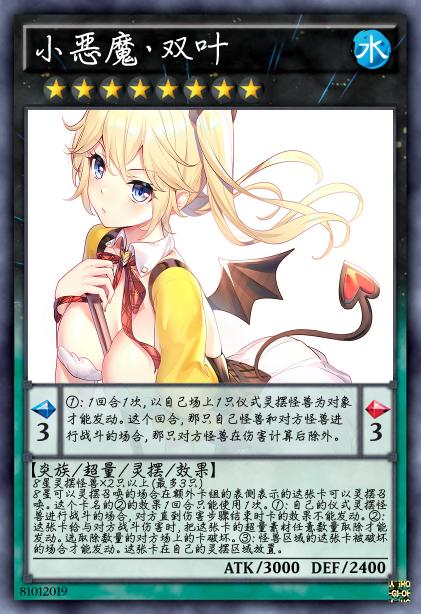 小恶魔·双叶
水
①：1回合1次，以自己场上1只仪式灵摆怪兽为对象
才能发动。这个回合，那只自己怪兽和对方怪兽进
行战斗的场合，那只对方怪兽在伤害计算后除外。
3
3
【炎族/超量/灵摆/效果】
8星灵摆怪兽×2只以上(最多3只)
8星可以灵摆召唤的场合在额外卡组的表侧表示的这张卡可以灵摆召
唤。这个卡名的②的效果1回合只能使用1次。①：自己的仪式灵摆怪
兽进行战斗的场合，对方直到伤害步骤结束时卡的效果不能发动。②：
这张卡给与对方战斗伤害时，把这张卡的超量素材任意数量取除才能
发动。选取除数量的对方场上的卡破坏。③：怪兽区域的这张卡被破坏
的场合才能发动。这张卡在自己的灵摆区域放置。
ATK/3000 DEF/2400
81012019